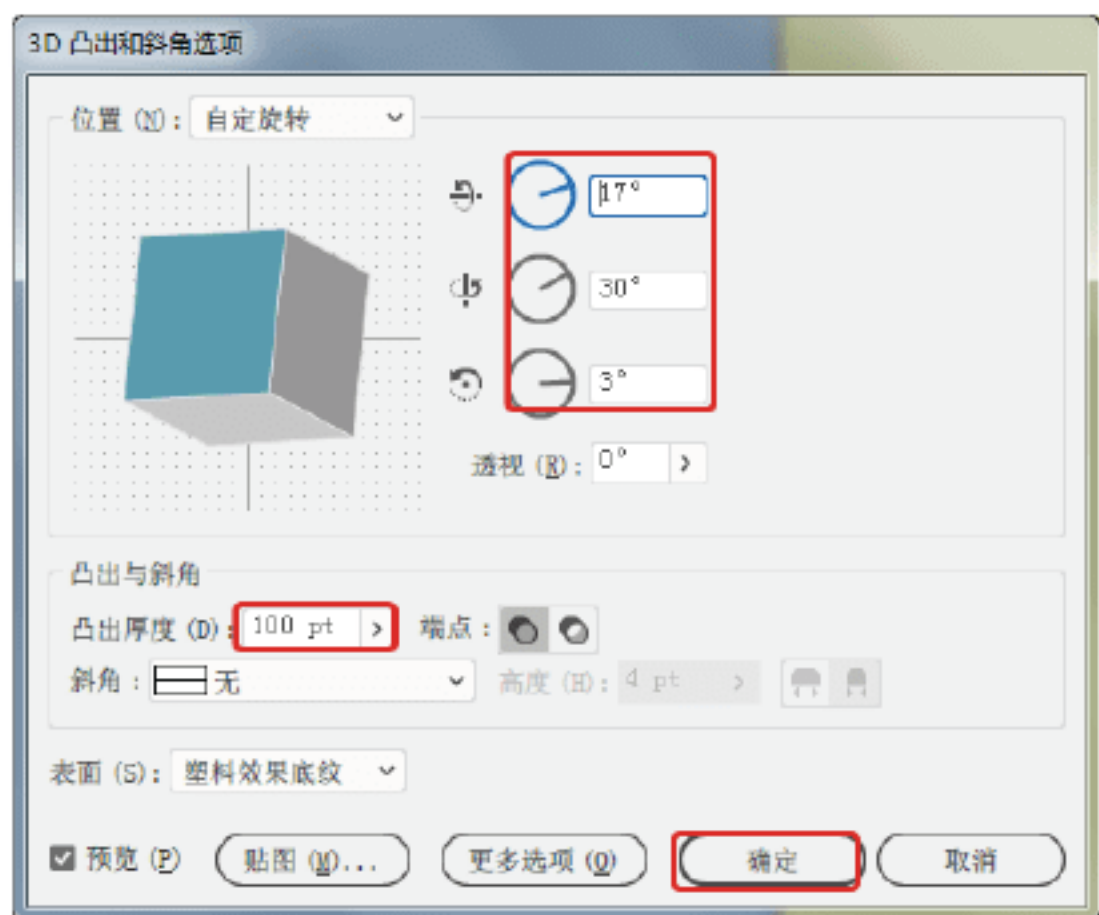 3D 凸出和斜角选项
位置 (N): 自定旋转
17°
30°
3°
透视 (R): 0°
凸出与斜角
凸出厚度 (D): 100 pt 端点:
斜角: 无 高度 (H): 4 pt
表面 (S): 塑料效果底纹
预览 (P) 贴图 (M)... 更多选项 (O) 确定 取消